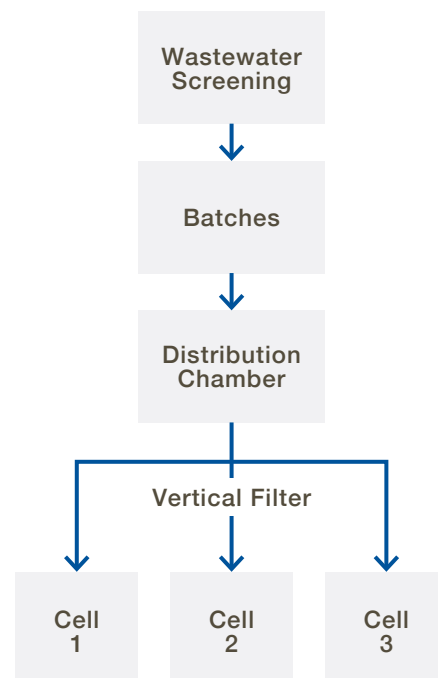 Wastewater
Screening
Batches
Distribution
Chamber
Vertical Filter
Cell
1
Cell
2
Cell
3